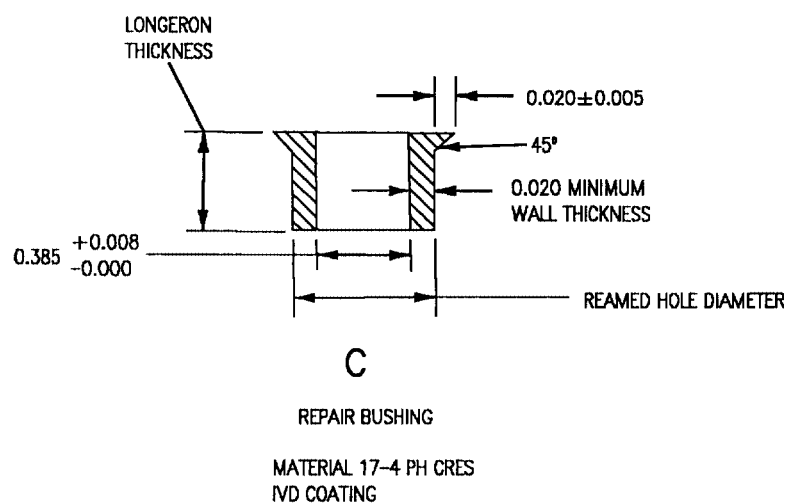 LONGERON
THICKNESS
0.020±0.005
45°
0.020 MINIMUM
WALL THICKNESS
0.385 +0.008
-0.000
REAMED HOLE DIAMETER
C
REPAIR BUSHING
MATERIAL 17-4 PH CRES
IVD COATING